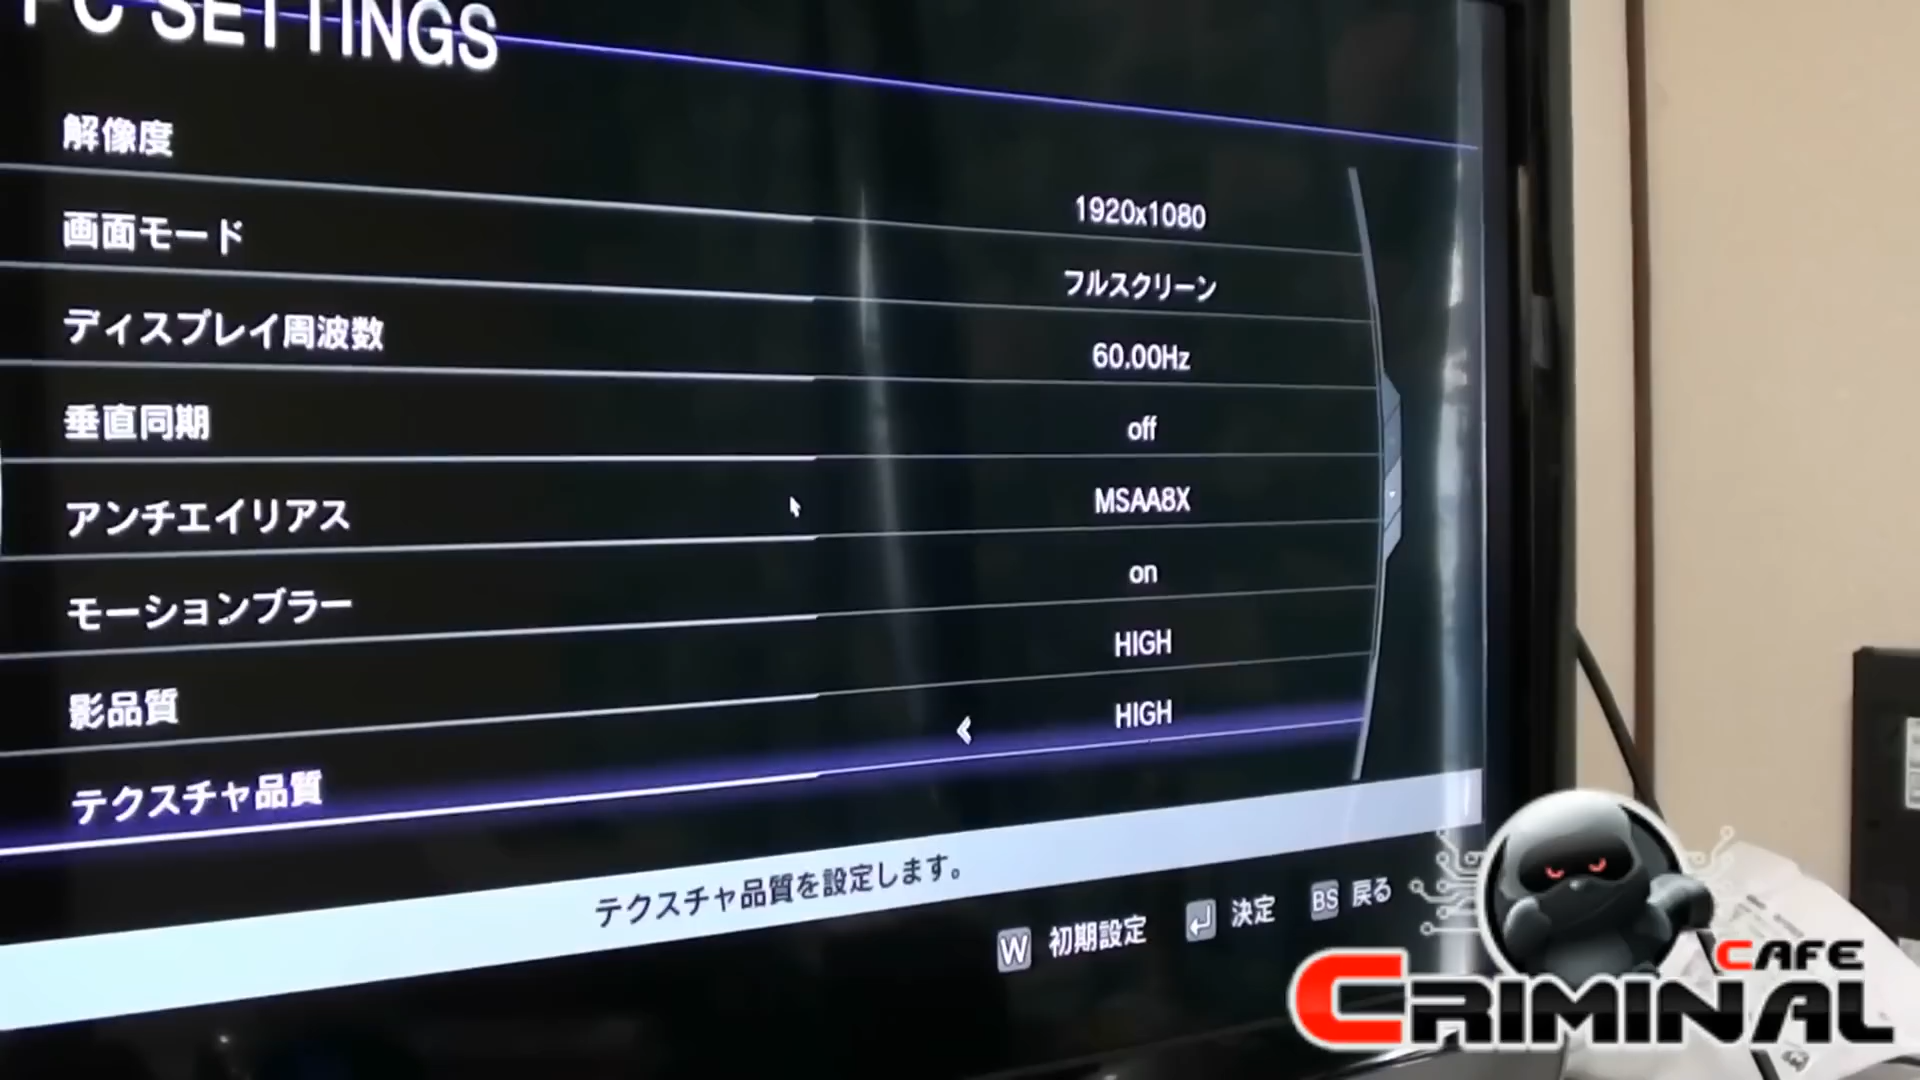 PC SETTINGS
解像度
1920x1080
画面モード
フルスクリーン
ディスプレイ周波数
60.00Hz
垂直同期
off
アンチエイリアス
MSAA8X
モーションブラー
on
影品質
HIGH
テクスチャ品質
HIGH
テクスチャ品質を設定します。
W 初期設定 決定 BS 戻る
CAFE
CRIMINAL